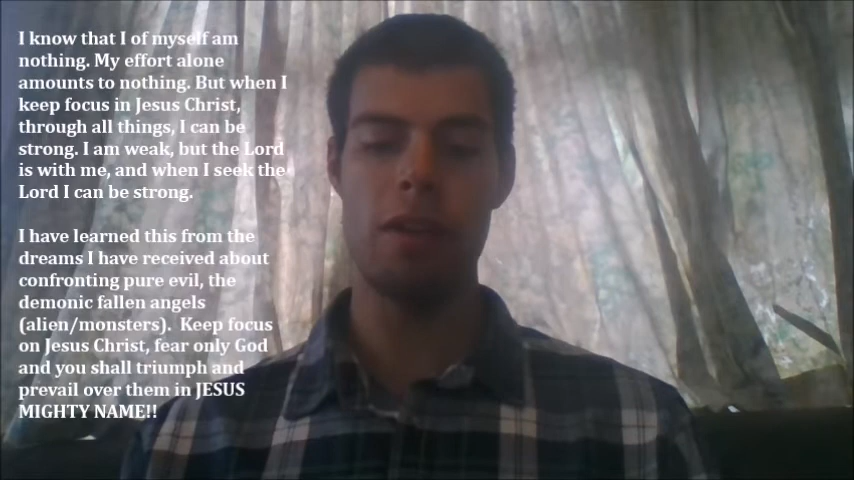 I know that I of myself am
nothing. My effort alone
amounts to nothing. But when I
keep focus in Jesus Christ,
through all things, I can be
strong. I am weak, but the Lord
is with me, and when I seek the
Lord I can be strong.
I have learned this from the
dreams I have received about
confronting pure evil, the
demonic fallen angels
(alien/monsters).  Keep focus
on Jesus Christ, fear only God
and you shall triumph and
prevail over them in JESUS
MIGHTY NAME!!